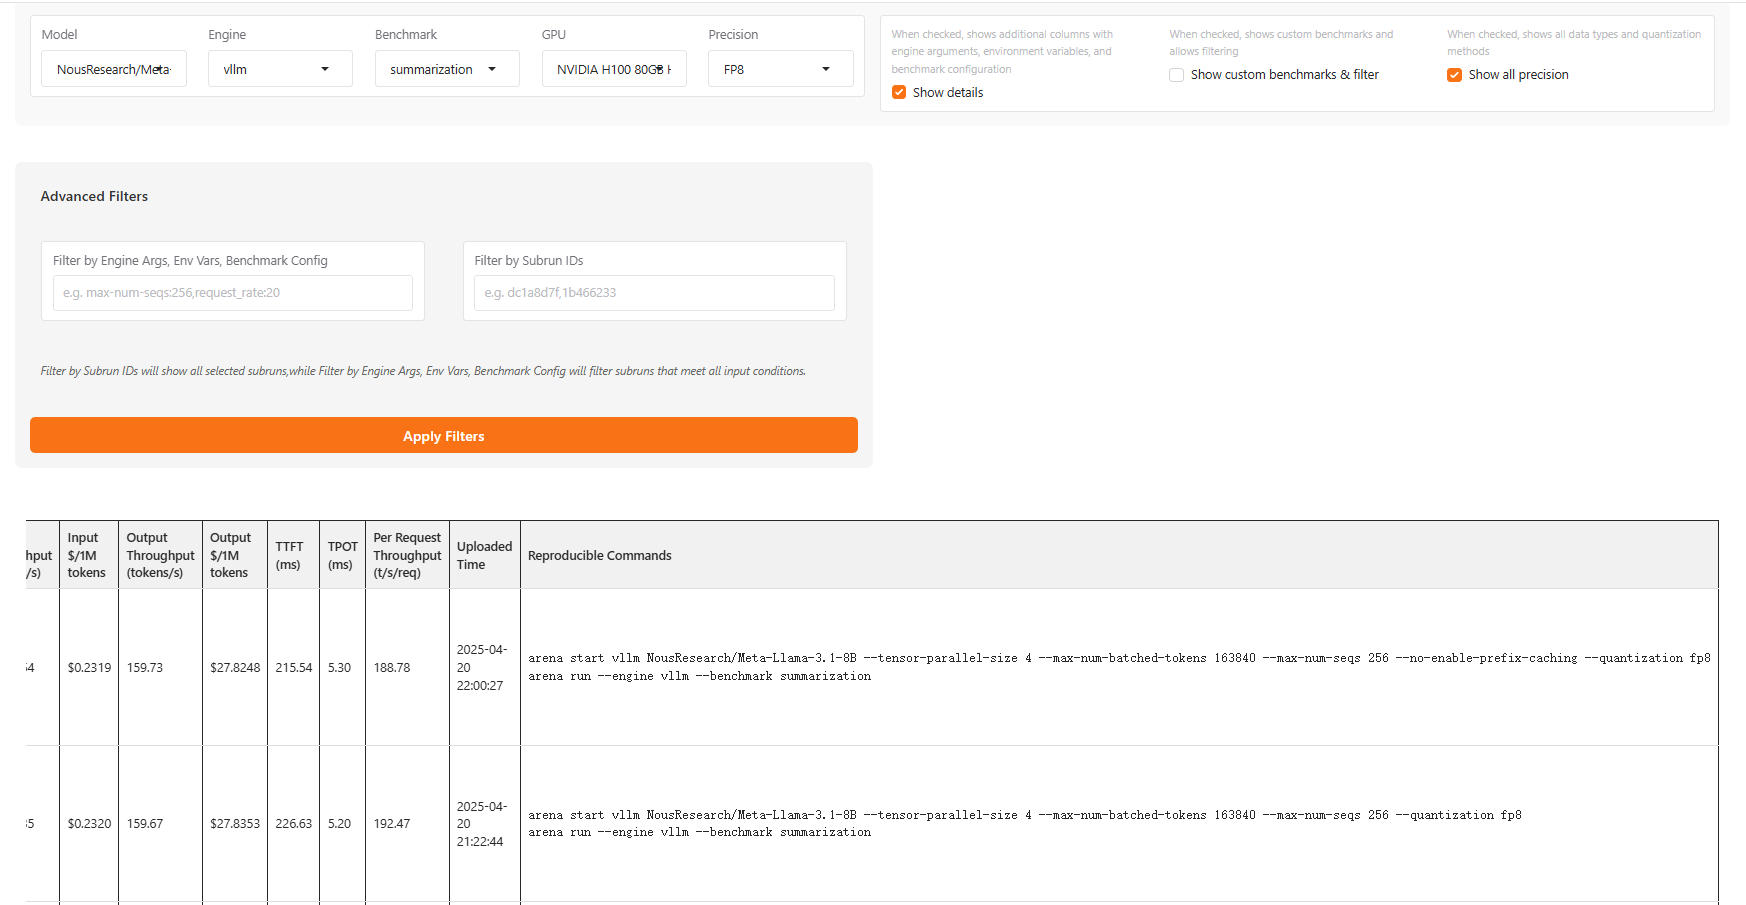 Model
Engine
Benchmark
GPU
Precision
NousResearch/Meta-
vllm
summarization
NVIDIA H100 80GB H
FP8
When checked, shows additional columns with
engine arguments, environment variables, and
benchmark configuration
Show details
When checked, shows custom benchmarks and
allows filtering
Show custom benchmarks & filter
When checked, shows all data types and quantization
methods
Show all precision
Advanced Filters
Filter by Engine Args, Env Vars, Benchmark Config
e.g. max-num-seqs:256,request_rate:20
Filter by Subrun IDs
e.g. dc1a8d7f,1b466233
Filter by Subrun IDs will show all selected subruns,while Filter by Engine Args, Env Vars, Benchmark Config will filter subruns that meet all input conditions.
Apply Filters
hput
/s)
Input
$/1M
tokens
Output
Throughput
(tokens/s)
Output
$/1M
tokens
TTFT
(ms)
TPOT
(ms)
Per Request
Throughput
(t/s/req)
Uploaded
Time
Reproducible Commands
4
$0.2319
159.73
$27.8248
215.54
5.30
188.78
2025-04-
20
22:00:27
arena start vllm NousResearch/Meta-Llama-3.1-8B --tensor-parallel-size 4 --max-num-batched-tokens 163840 --max-num-seqs 256 --no-enable-prefix-caching --quantization fp8
arena run --engine vllm --benchmark summarization
5
$0.2320
159.67
$27.8353
226.63
5.20
192.47
2025-04-
20
21:22:44
arena start vllm NousResearch/Meta-Llama-3.1-8B --tensor-parallel-size 4 --max-num-batched-tokens 163840 --max-num-seqs 256 --quantization fp8
arena run --engine vllm --benchmark summarization